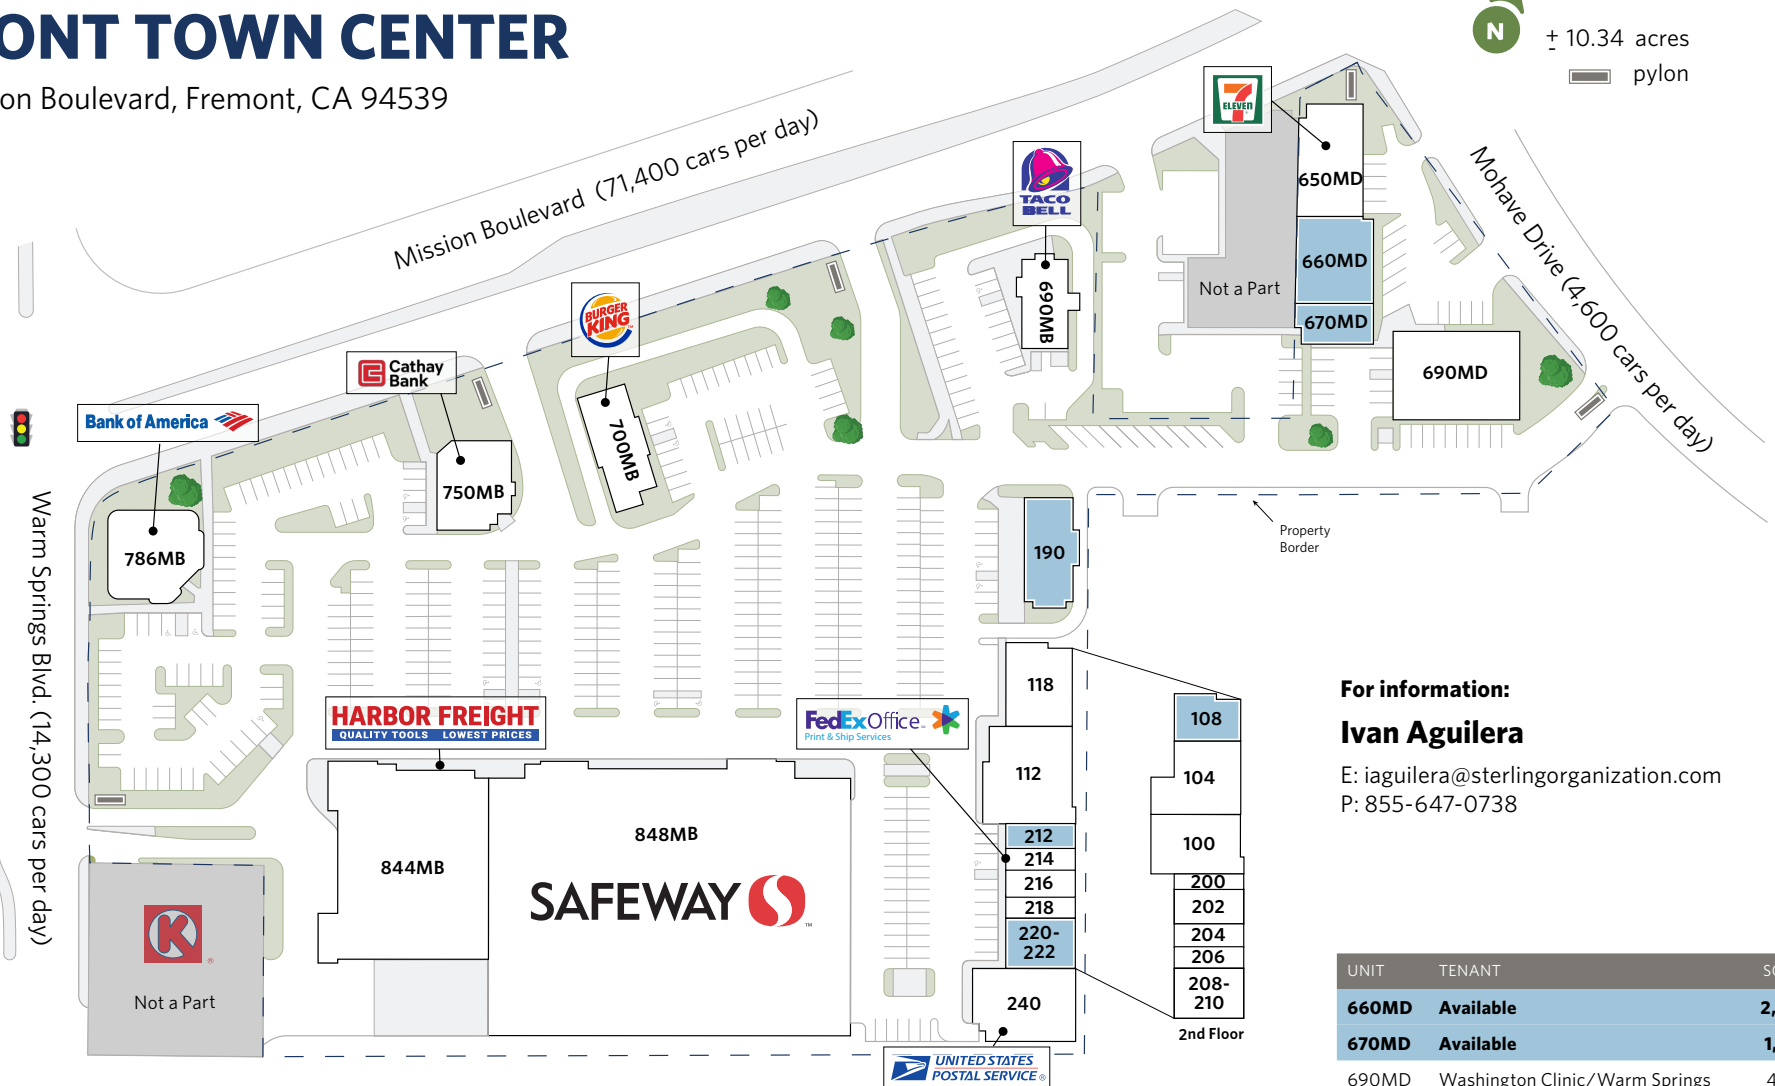 ONT TOWN CENTER
on Boulevard, Fremont, CA 94539
N
± 10.34 acres
pylon
Mission Boulevard (71,400 cars per day)
Mohave Drive (4,600 cars per day)
Warm Springs Blvd. (14,300 cars per day)
7
ELEVEN
650MD
660MD
670MD
Not a Part
690MD
TACO
BELL
690MB
BURGER
KING
700MB
Cathay
Bank
750MB
Bank of America
786MB
Property
Border
190
118
112
212
214
216
218
220-
222
240
108
104
100
200
202
204
206
208-
210
2nd Floor
HARBOR FREIGHT
QUALITY TOOLS LOWEST PRICES
844MB
848MB
SAFEWAY
™
FedEx Office
Print & Ship Services
UNITED STATES
POSTAL SERVICE ®
K
®
Not a Part
For information:
Ivan Aguilera
E: iaguilera@sterlingorganization.com
P: 855-647-0738
UNIT TENANT
660MD Available 2,
670MD Available 1,
690MD Washington Clinic/Warm Springs 4